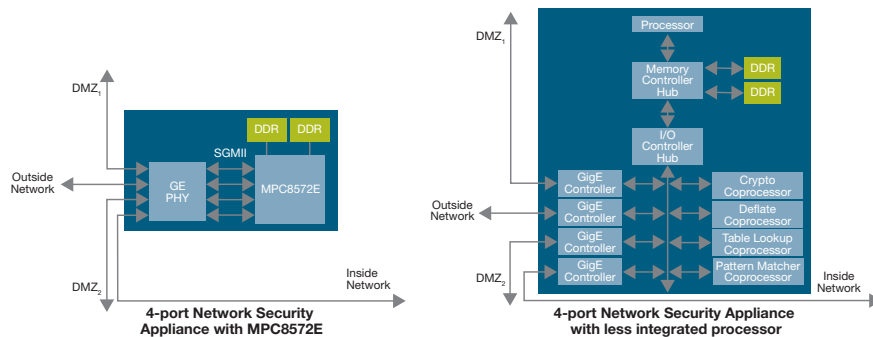 DMZ1
DDR
DDR
SGMII
Outside
Network
GE
PHY
MPC8572E
DMZ2
Inside
Network
4-port Network Security
Appliance with MPC8572E
DMZ1
Processor
Memory
Controller
Hub
DDR
DDR
I/O
Controller
Hub
GigE
Controller
Crypto
Coprocessor
Outside
Network
GigE
Controller
Deflate
Coprocessor
GigE
Controller
Table Lookup
Coprocessor
DMZ2
GigE
Controller
Pattern Matcher
Coprocessor
Inside
Network
4-port Network Security Appliance
with less integrated processor